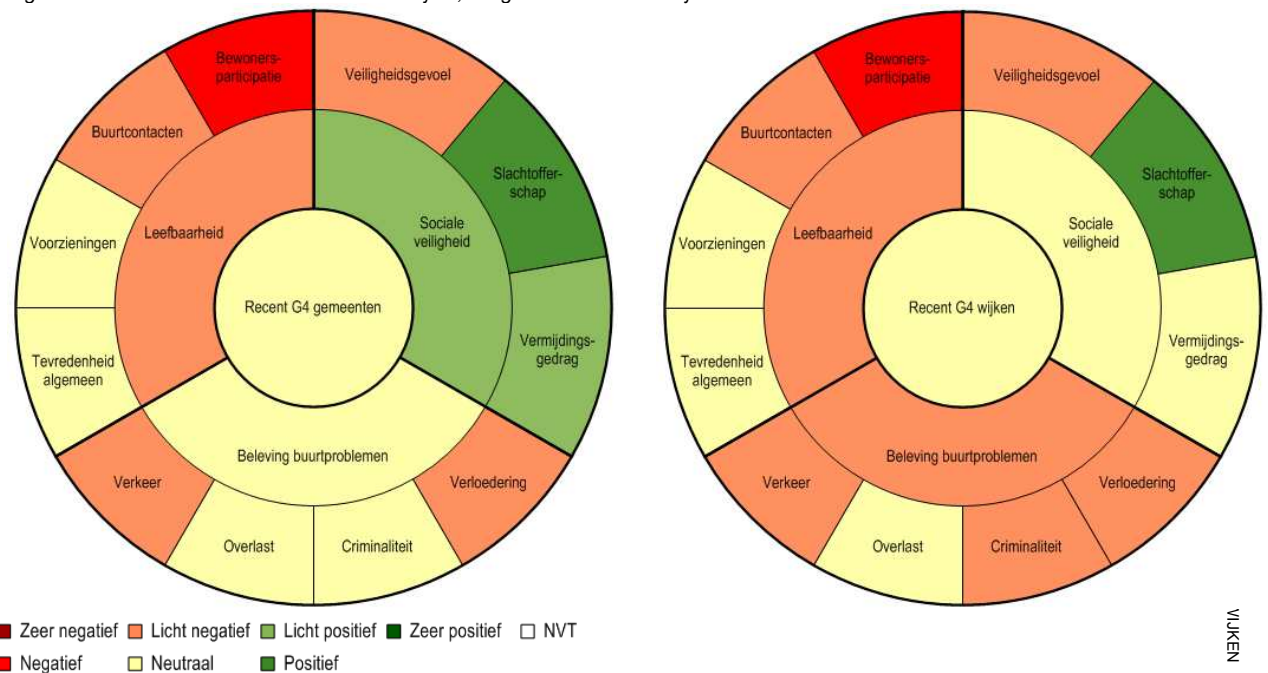 Bewoners-
participatie
Veiligheidsgevoel
Buurtcontacten
Slachtoffer-
schap
Voorzieningen
Leefbaarheid
Sociale
veiligheid
Recent G4 gemeenten
Tevredenheid
algemeen
Vermijdings-
gedrag
Beleving buurtproblemen
Verkeer
Verloedering
Overlast
Criminaliteit
Bewoners-
participatie
Veiligheidsgevoel
Buurtcontacten
Slachtoffer-
schap
Voorzieningen
Leefbaarheid
Sociale
veiligheid
Recent G4 wijken
Tevredenheid
algemeen
Vermijdings-
gedrag
Beleving buurtproblemen
Verkeer
Verloedering
Overlast
Criminaliteit
Zeer negatief
Licht negatief
Licht positief
Zeer positief
NVT
Negatief
Neutraal
Positief
WIJKEN